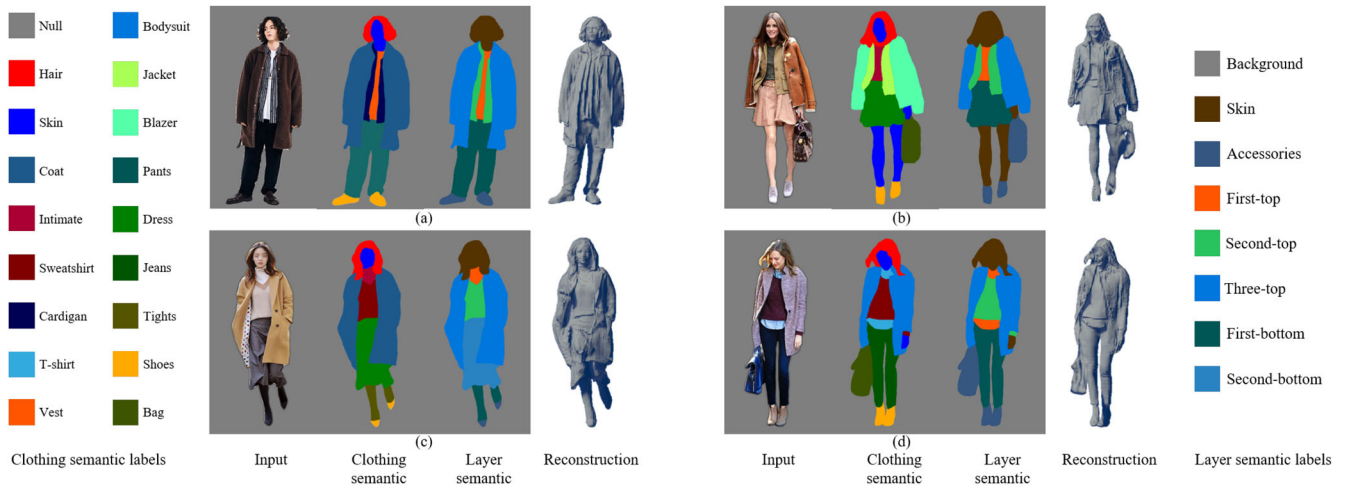 Null
Bodysuit
Hair
Jacket
Skin
Blazer
Coat
Pants
Intimate
Dress
Sweatshirt
Jeans
Cardigan
Tights
T-shirt
Shoes
Vest
Bag
Clothing semantic labels
(a)
(b)
(c)
(d)
Input
Clothing
semantic
Layer
semantic
Reconstruction
Input
Clothing
semantic
Layer
semantic
Reconstruction
Background
Skin
Accessories
First-top
Second-top
Three-top
First-bottom
Second-bottom
Layer semantic labels